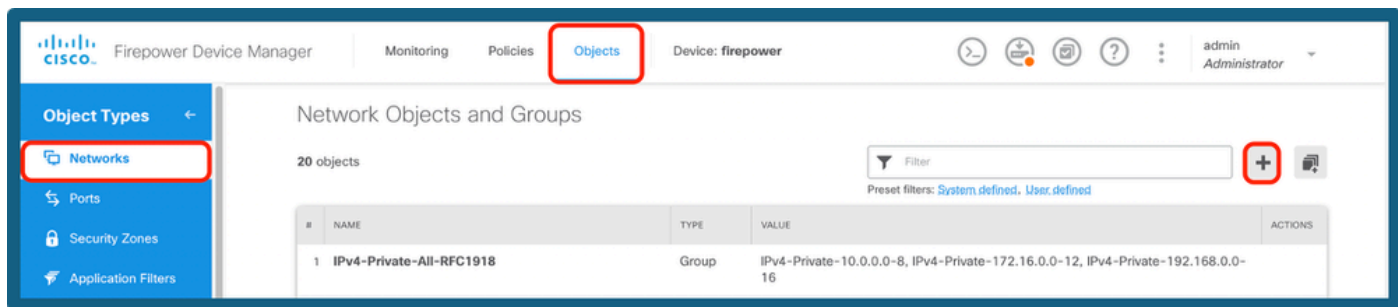 CISCO Firepower Device Manager Monitoring Policies Objects Device: firepower admin
Administrator
Object Types Network Objects and Groups
Networks 20 objects Filter
Preset filters: System defined, User defined
Ports
# NAME TYPE VALUE ACTIONS
Security Zones
1 IPv4-Private-All-RFC1918 Group IPv4-Private-10.0.0.0-8, IPv4-Private-172.16.0.0-12, IPv4-Private-192.168.0.0-
16
Application Filters